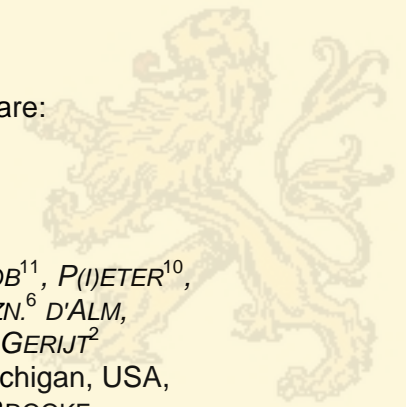 are:
OB¹¹, P(I)ETER¹⁰,
ZN.⁶ D'ALM,
GERIJT²
chigan, USA,